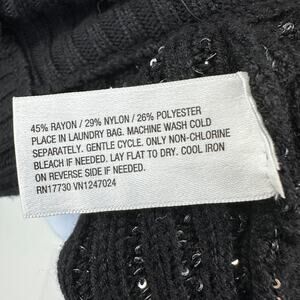 45% RAYON / 29% NYLON / 26% POLYESTER
PLACE IN LAUNDRY BAG. MACHINE WASH COLD
SEPARATELY. GENTLE CYCLE. ONLY NON-CHLORINE
BLEACH IF NEEDED. LAY FLAT TO DRY. COOL IRON
ON REVERSE SIDE IF NEEDED.
RN17730 VN1247024